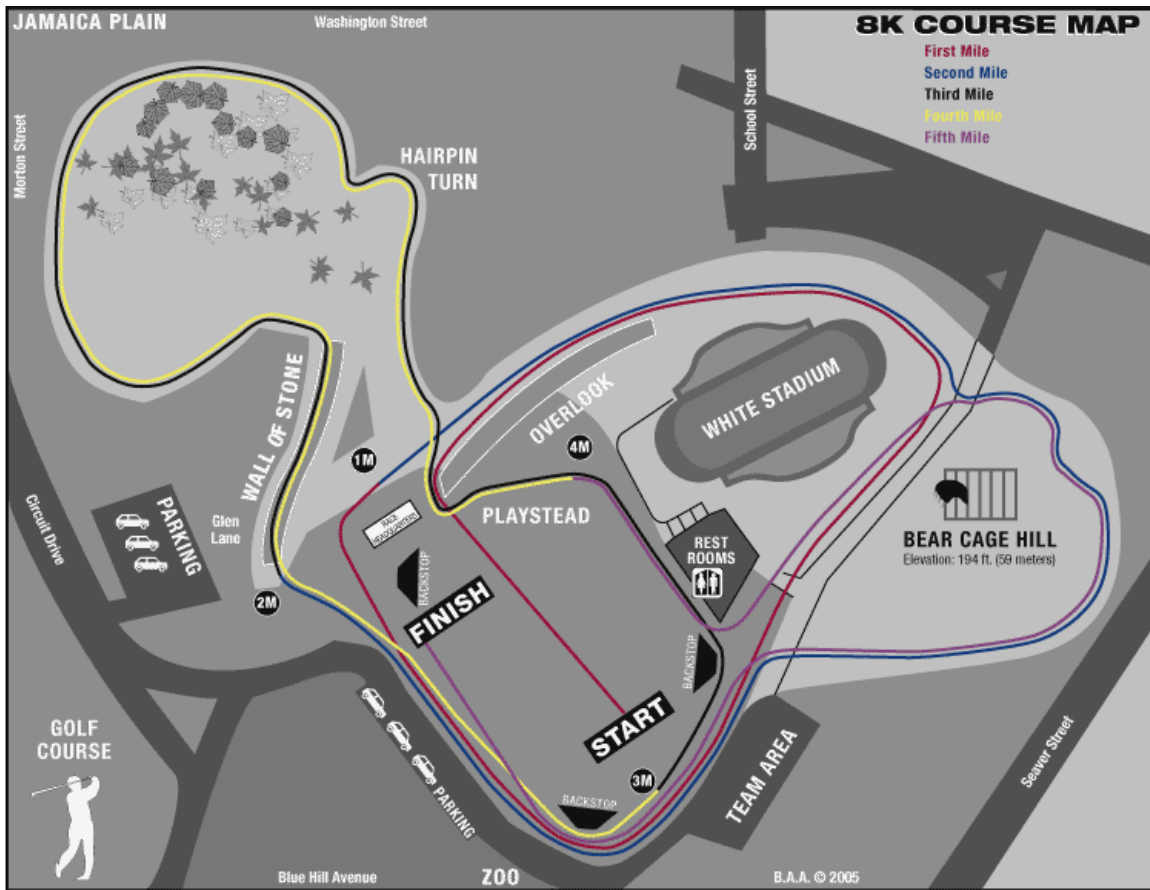 JAMAICA PLAIN
Washington Street
8K COURSE MAP
First Mile
Second Mile
Third Mile
Fourth Mile
Fifth Mile
School Street
Morton Street
HAIRPIN
TURN
WALL OF STONE
OVERLOOK
WHITE STADIUM
1M
4M
PLAYSTEAD
RACE
HEADQUARTERS
PARKING
Glen
Lane
Circuit Drive
2M
BACKSTOP
FINISH
REST
ROOMS
BEAR CAGE HILL
Elevation: 194 ft. (59 meters)
BACKSTOP
START
3M
BACKSTOP
PARKING
TEAM AREA
Seaver Street
GOLF
COURSE
Blue Hill Avenue
ZOO
B.A.A. © 2005